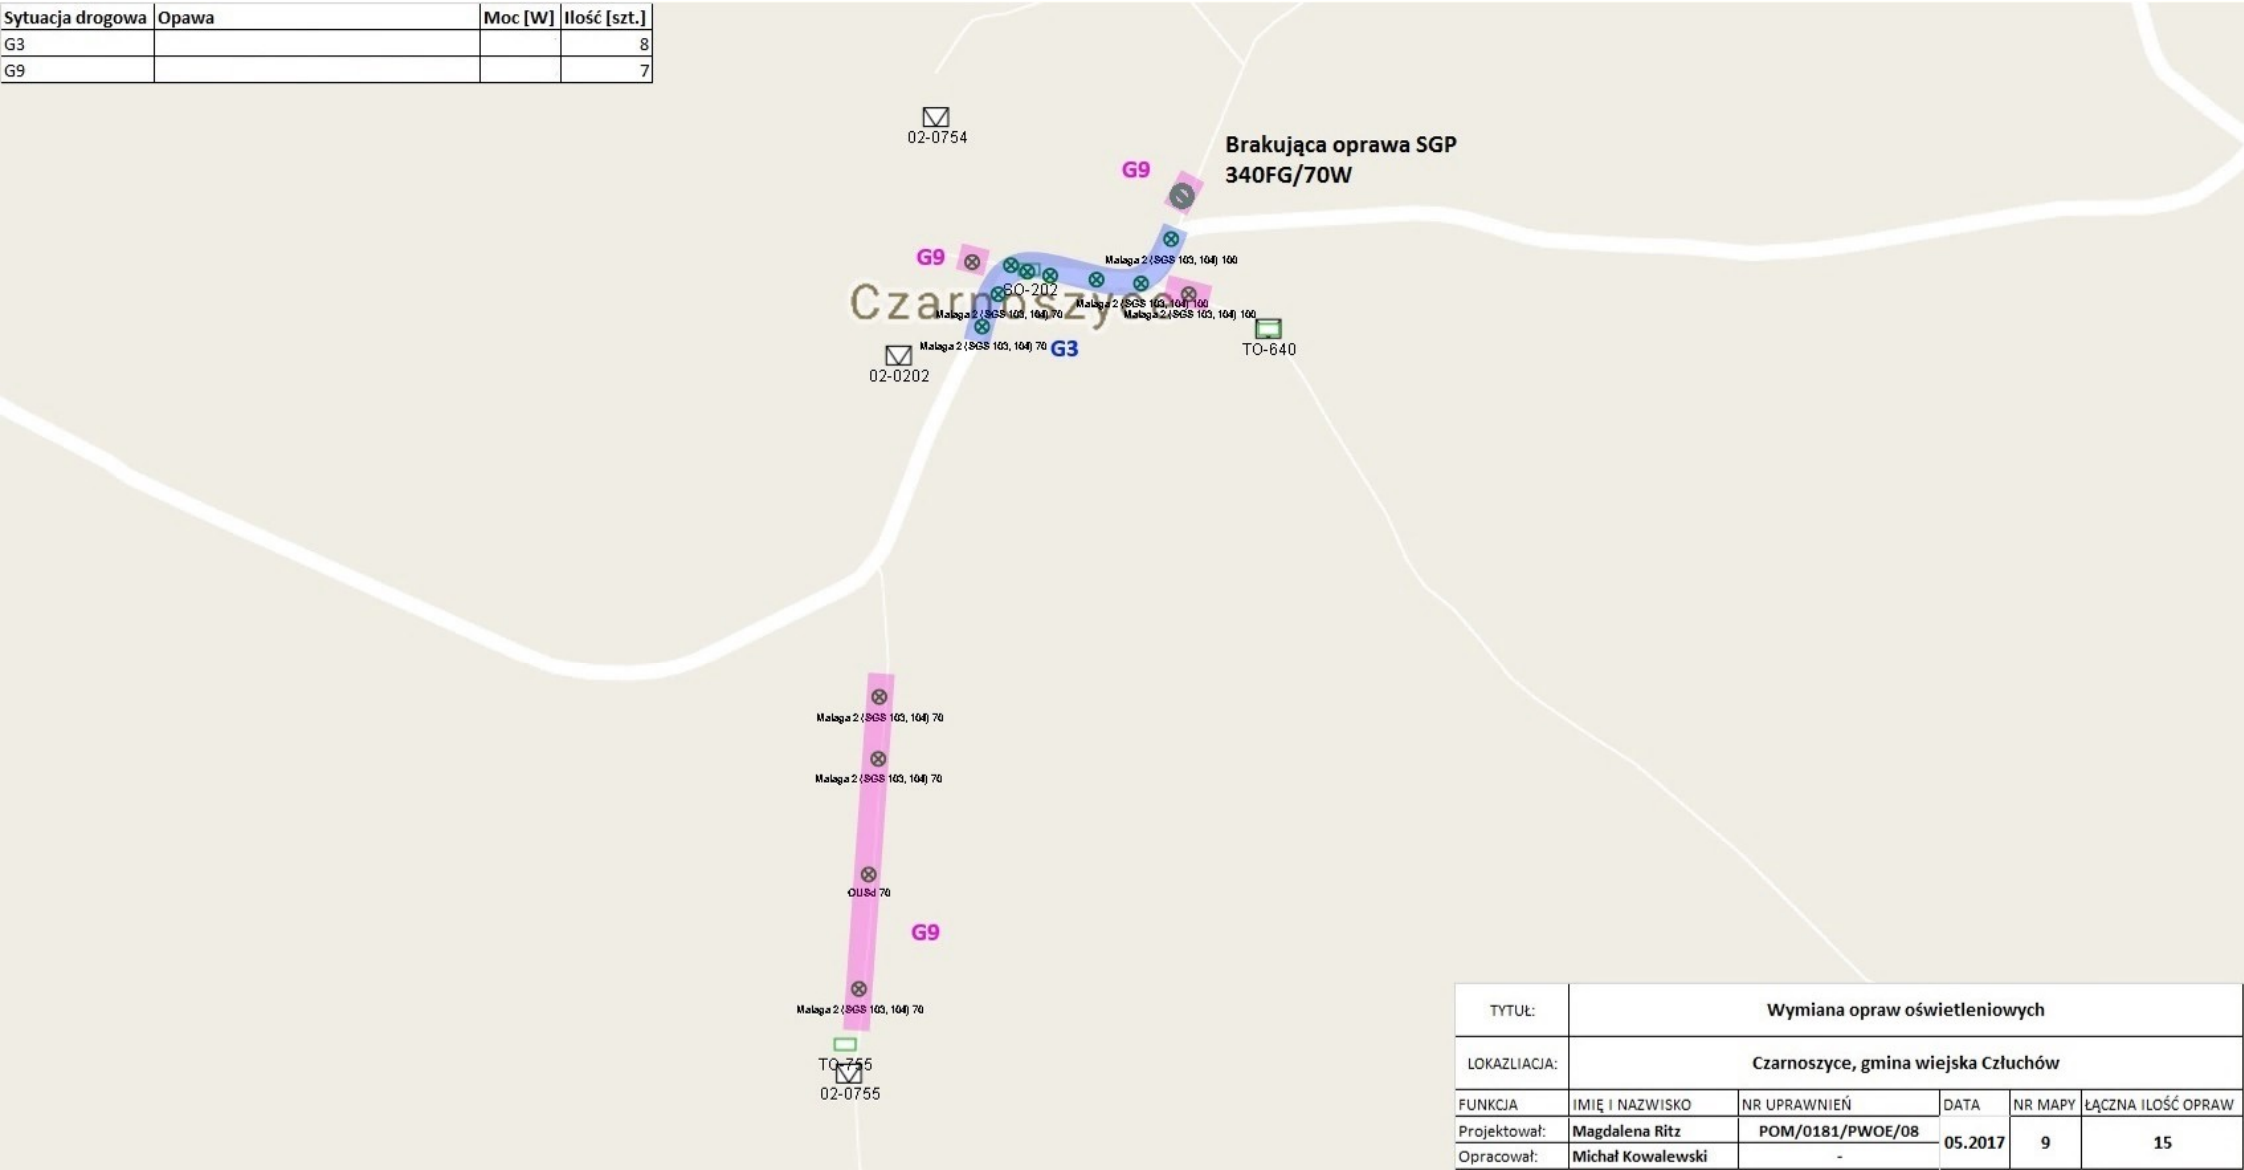 Sytuacja drogowa Opawa Moc [W] Ilość [szt.]
G3 8
G9 7
02-0754
Brakująca oprawa SGP
340FG/70W
G9
G9
Malaga 2 (SGS 103, 104) 100
SO-202
Czarnoszyce
Malaga 2 (SGS 103, 104) 100
Malaga 2 (SGS 103, 104) 70
Malaga 2 (SGS 103, 104) 100
Malaga 2 (SGS 103, 104) 70
G3
TO-640
02-0202
Malaga 2 (SGS 103, 104) 70
Malaga 2 (SGS 103, 104) 70
OUSd 70
G9
Malaga 2 (SGS 103, 104) 70
TO-755
02-0755
TYTUŁ: Wymiana opraw oświetleniowych
LOKAZLIACJA: Czarnoszyce, gmina wiejska Człuchów
FUNKCJA IMIĘ I NAZWISKO NR UPRAWNIEŃ DATA NR MAPY ŁĄCZNA ILOŚĆ OPRAW
Projektował: Magdalena Ritz POM/0181/PWOE/08 05.2017 9 15
Opracował: Michał Kowalewski -